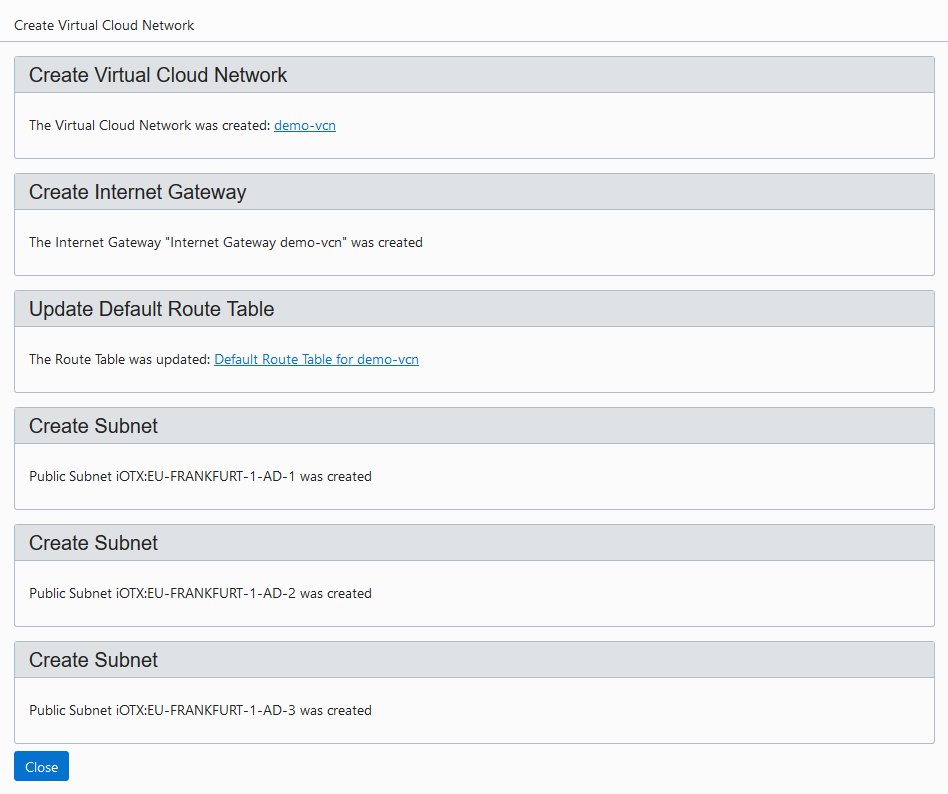 Create Virtual Cloud Network
Create Virtual Cloud Network
The Virtual Cloud Network was created: demo-vcn
Create Internet Gateway
The Internet Gateway "Internet Gateway demo-vcn" was created
Update Default Route Table
The Route Table was updated: Default Route Table for demo-vcn
Create Subnet
Public Subnet iOTX:EU-FRANKFURT-1-AD-1 was created
Create Subnet
Public Subnet iOTX:EU-FRANKFURT-1-AD-2 was created
Create Subnet
Public Subnet iOTX:EU-FRANKFURT-1-AD-3 was created
Close